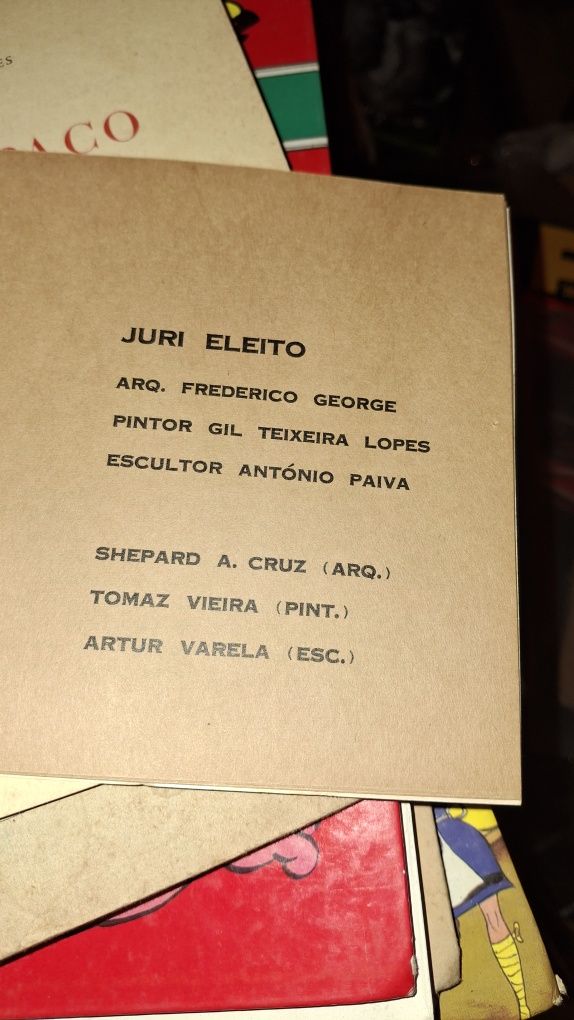 JURI ELEITO
ARQ. FREDERICO GEORGE
PINTOR GIL TEIXEIRA LOPES
ESCULTOR ANTÓNIO PAIVA
SHEPARD A. CRUZ (ARQ.)
TOMAZ VIEIRA (PINT.)
ARTUR VARELA (ESC.)